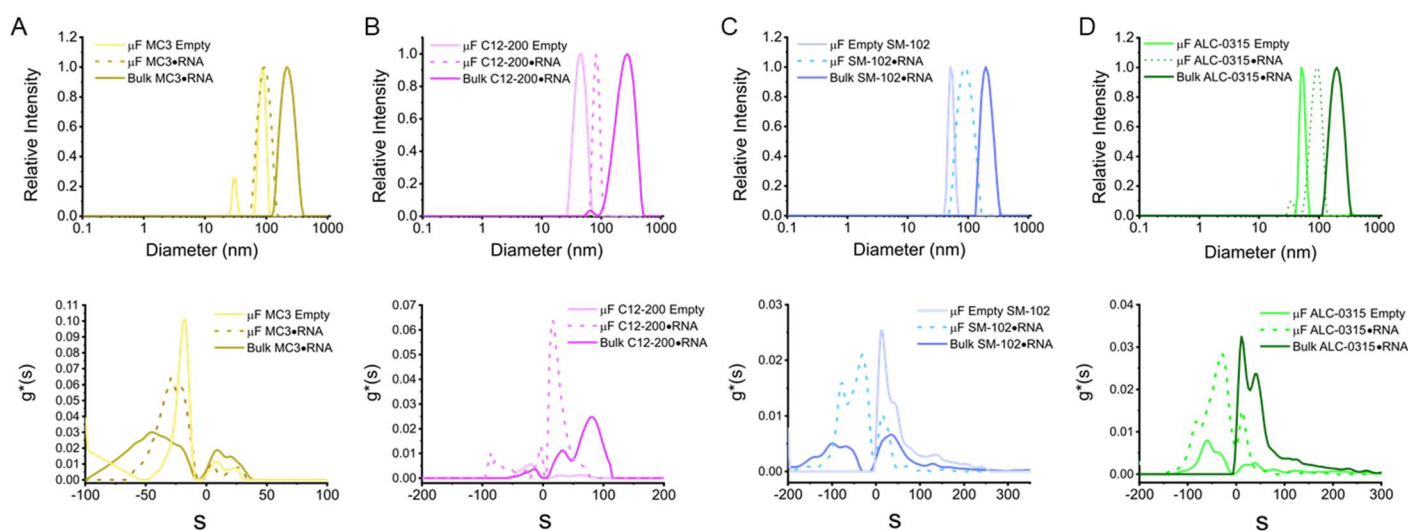 A
μF MC3 Empty
μF MC3•RNA
Bulk MC3•RNA
Relative Intensity
1.2
1.0
0.8
0.6
0.4
0.2
0.0
0.1
1
10
100
1000
Diameter (nm)
B
μF C12-200 Empty
μF C12-200•RNA
Bulk C12-200•RNA
Relative Intensity
1.2
1.0
0.8
0.6
0.4
0.2
0.0
0.1
1
10
100
1000
Diameter (nm)
C
μF Empty SM-102
μF SM-102•RNA
Bulk SM-102•RNA
Relative Intensity
1.2
1.0
0.8
0.6
0.4
0.2
0.0
0.1
1
10
100
1000
Diameter (nm)
D
μF ALC-0315 Empty
μF ALC-0315•RNA
Bulk ALC-0315•RNA
Relative Intensity
1.2
1.0
0.8
0.6
0.4
0.2
0.0
0.1
1
10
100
1000
Diameter (nm)
μF MC3 Empty
μF MC3•RNA
Bulk MC3•RNA
g*(s)
0.11
0.10
0.09
0.08
0.07
0.06
0.05
0.04
0.03
0.02
0.01
0.00
-100
-50
0
50
100
S
μF C12-200 Empty
μF C12-200•RNA
Bulk C12-200•RNA
g*(s)
0.07
0.06
0.05
0.04
0.03
0.02
0.01
0.00
-200
-100
0
100
200
S
μF Empty SM-102
μF SM-102•RNA
Bulk SM-102•RNA
g*(s)
0.03
0.02
0.01
0.00
-200
-100
0
100
200
300
S
μF ALC-0315 Empty
μF ALC-0315•RNA
Bulk ALC-0315•RNA
g*(s)
0.04
0.03
0.02
0.01
0.00
-200
-100
0
100
200
300
S